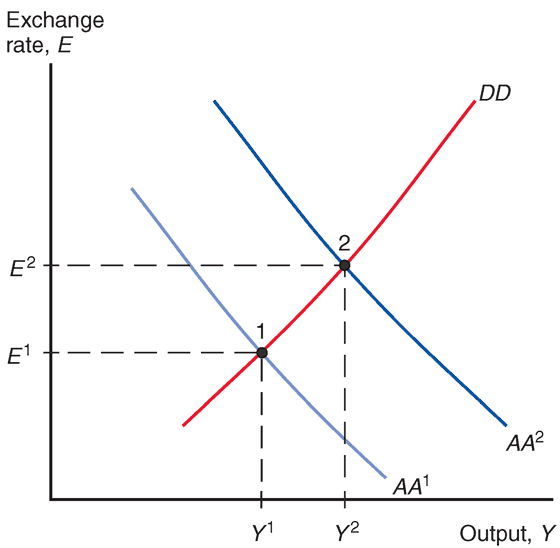 Exchange
rate, E
DD
2
E²
1
E¹
AA²
AA¹
Y¹
Y²
Output, Y